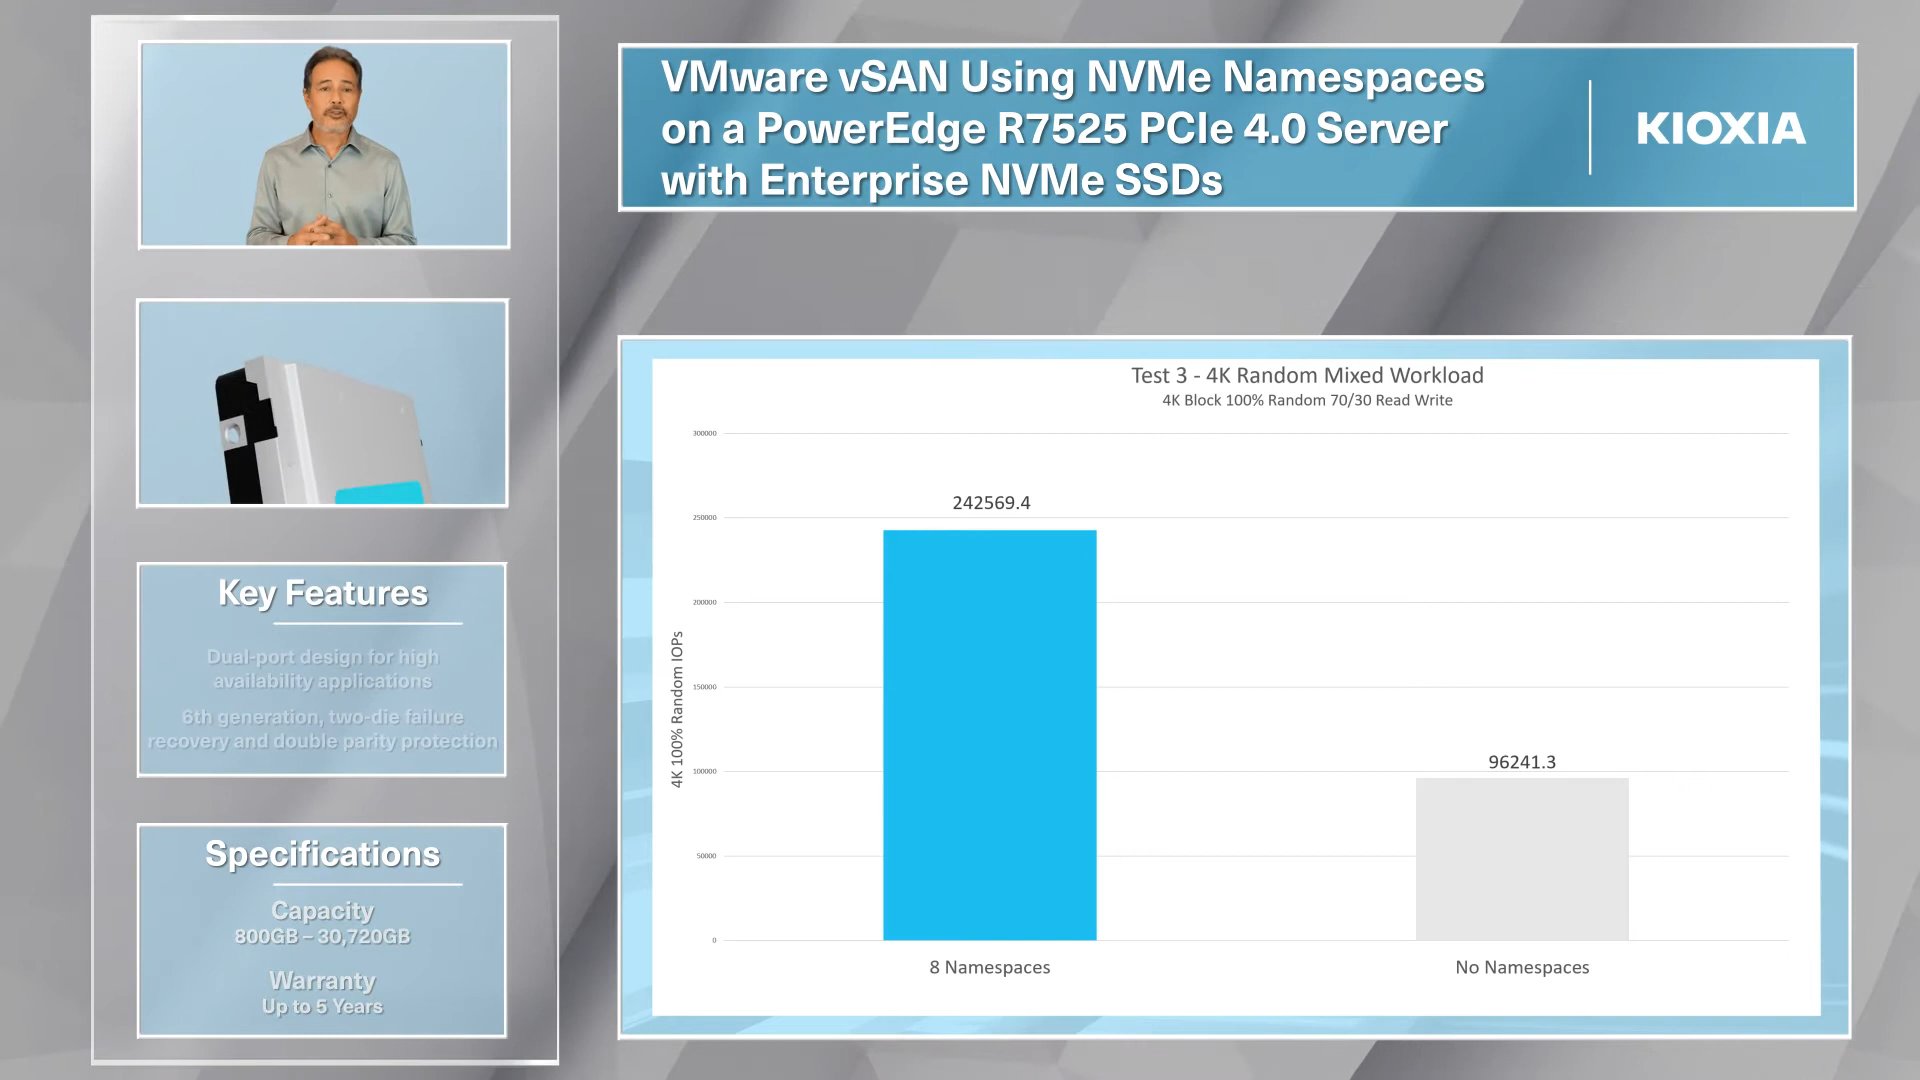 VMware vSAN Using NVMe Namespaces
on a PowerEdge R7525 PCIe 4.0 Server
with Enterprise NVMe SSDs
KIOXIA
Key Features
Dual-port design for high
availability applications
6th generation, two-die failure
recovery and double parity protection
Specifications
Capacity
800GB – 30,720GB
Warranty
Up to 5 Years
Test 3 - 4K Random Mixed Workload
4K Block 100% Random 70/30 Read Write
4K 100% Random IOPs
300000
250000
200000
150000
100000
50000
0
242569.4
96241.3
8 Namespaces
No Namespaces